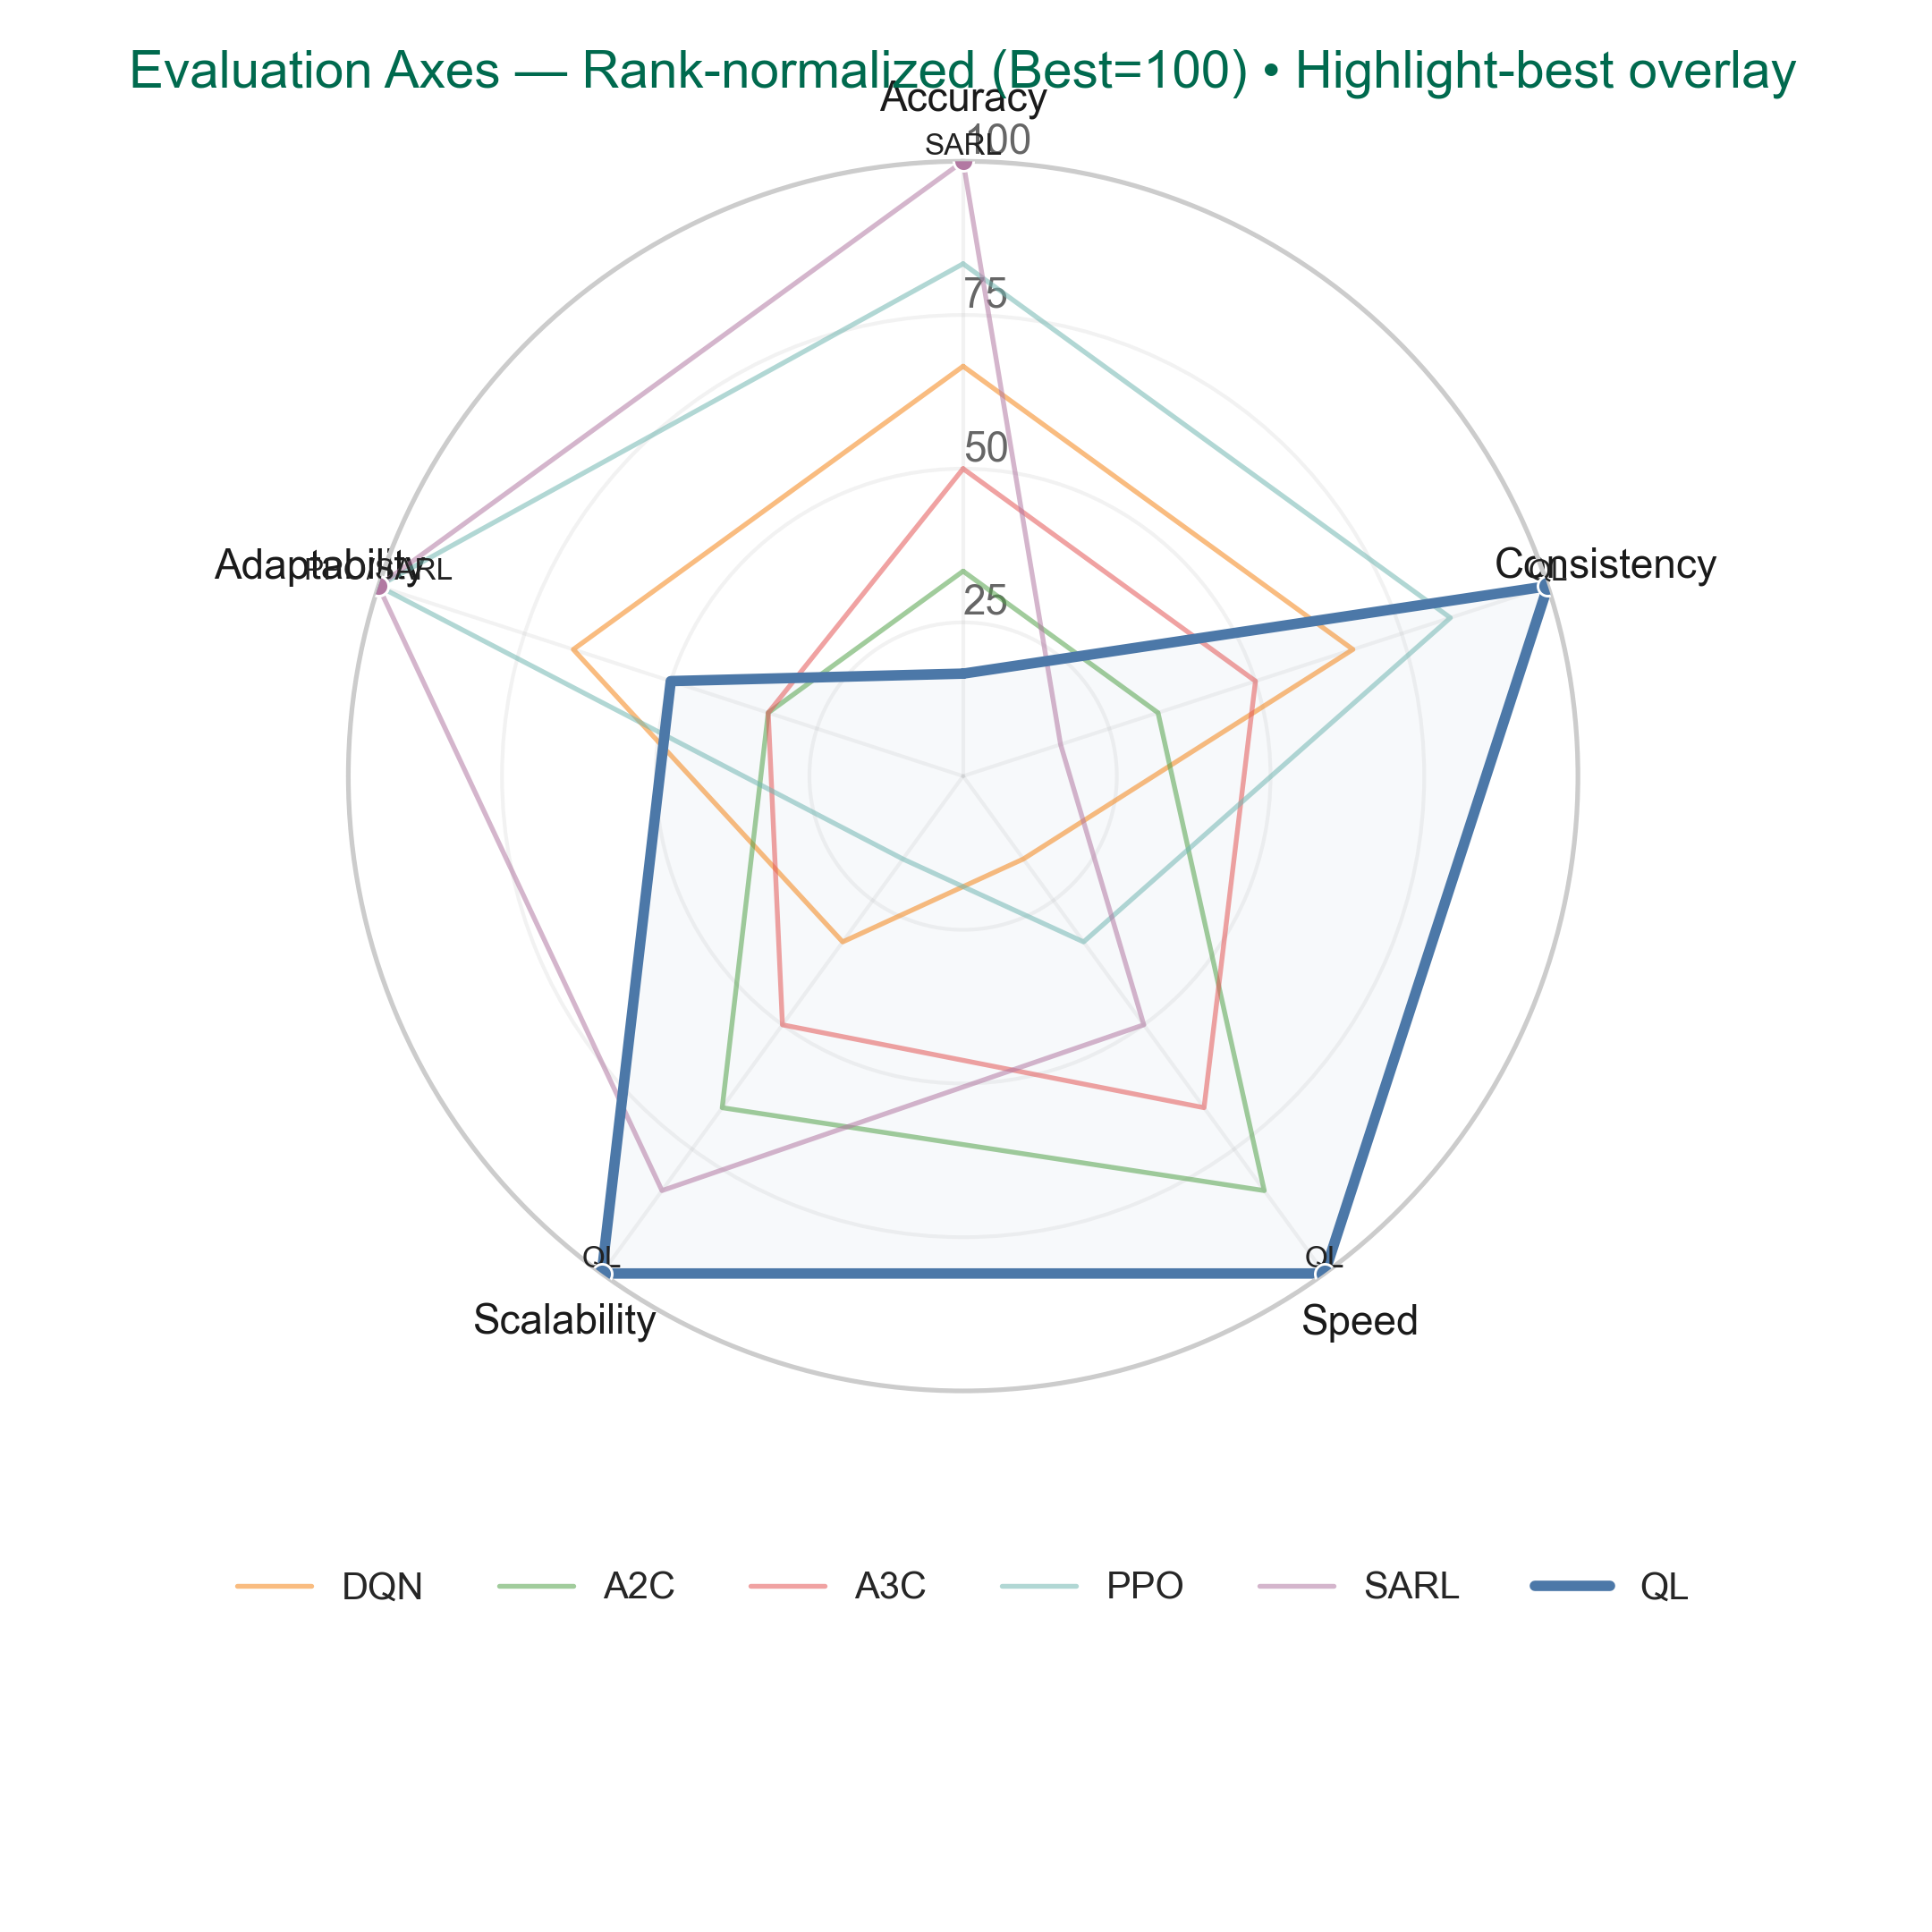 Evaluation Axes — Rank-normalized (Best=100) • Highlight-best overlay
Accuracy
100
SARL
75
50
25
Adaptability
PPO/SARL
Consistency
QL
QL
QL
Scalability
Speed
DQN A2C A3C PPO SARL QL